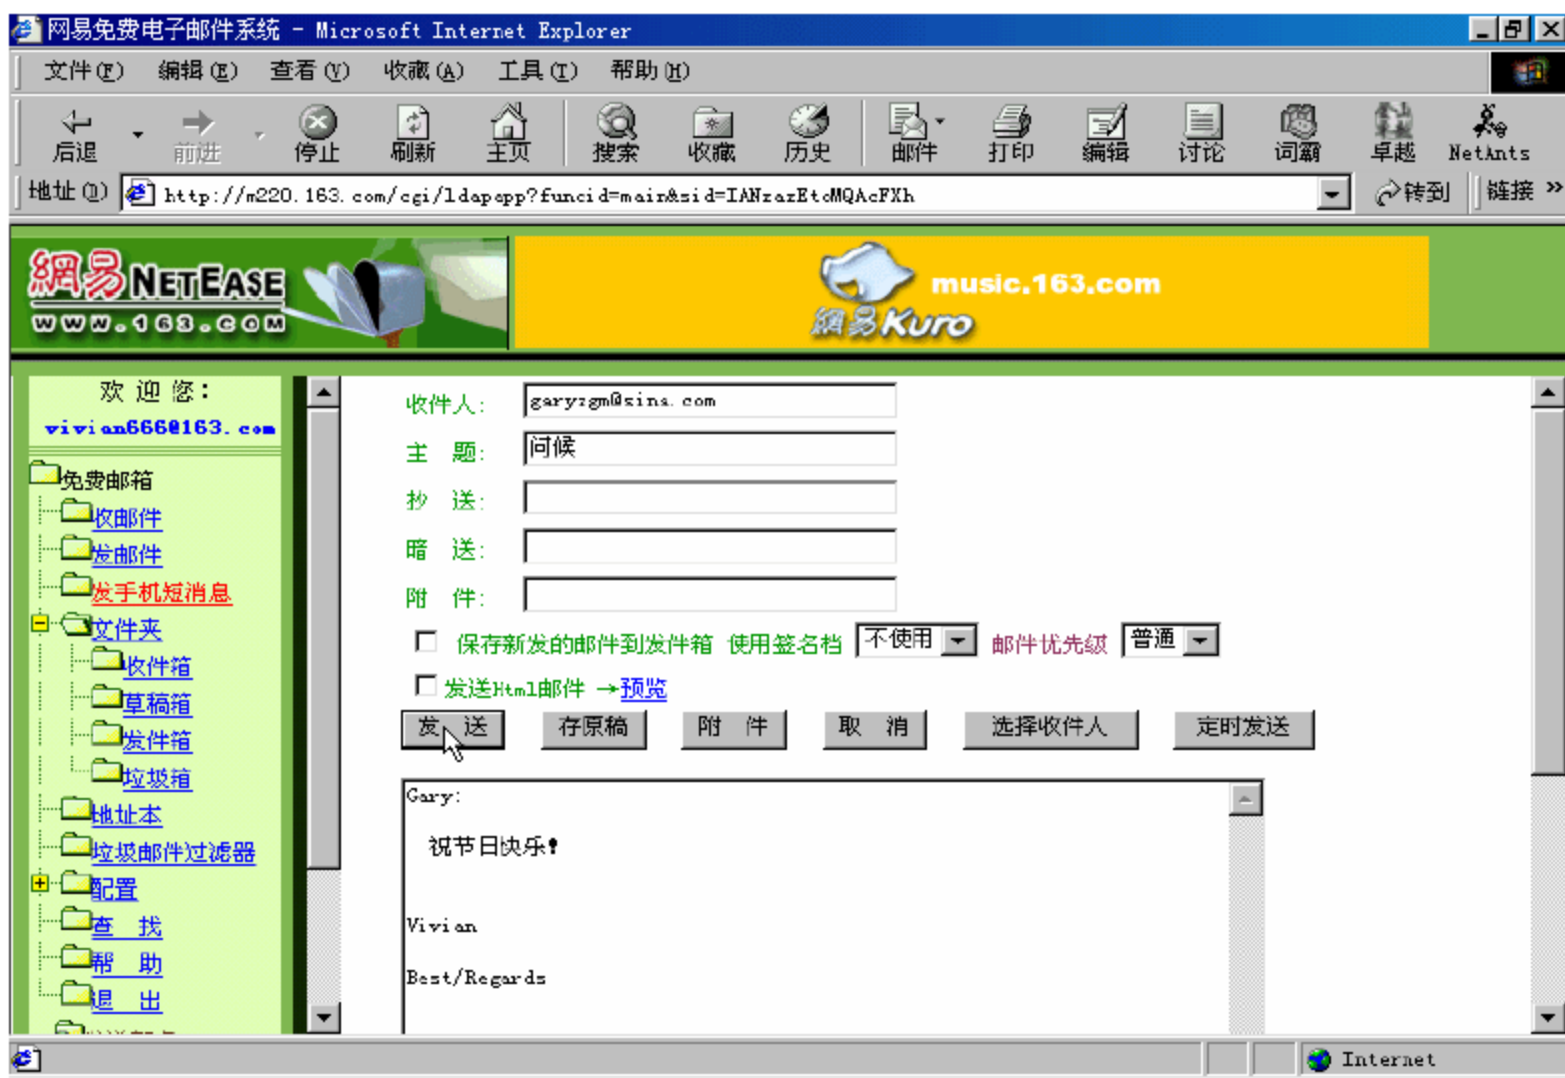 网易免费电子邮件系统 - Microsoft Internet Explorer
文件(F) 编辑(E) 查看(V) 收藏(A) 工具(T) 帮助(H)
后退 前进 停止 刷新 主页 搜索 收藏 历史 邮件 打印 编辑 讨论 词霸 卓越 NetAnts
地址(D) http://m220.163.com/cgi/ldapapp?funcid=main&sid=IANzazEtcMQAcFXh 转到 链接 »
網易 NETEASE
www.163.com
music.163.com
網易 Kuro
欢 迎 您:
vivian666@163.com
免费邮箱
收邮件
发邮件
发手机短消息
文件夹
收件箱
草稿箱
发件箱
垃圾箱
地址本
垃圾邮件过滤器
配置
查 找
帮 助
退 出
收件人: garyzgm@sina.com
主 题: 问候
抄 送:
暗 送:
附 件:
保存新发的邮件到发件箱 使用签名档 不使用 邮件优先级 普通
发送Html邮件 →预览
发 送 存原稿 附 件 取 消 选择收件人 定时发送
Gary:
祝节日快乐!
Vivian
Best/Regards
Internet